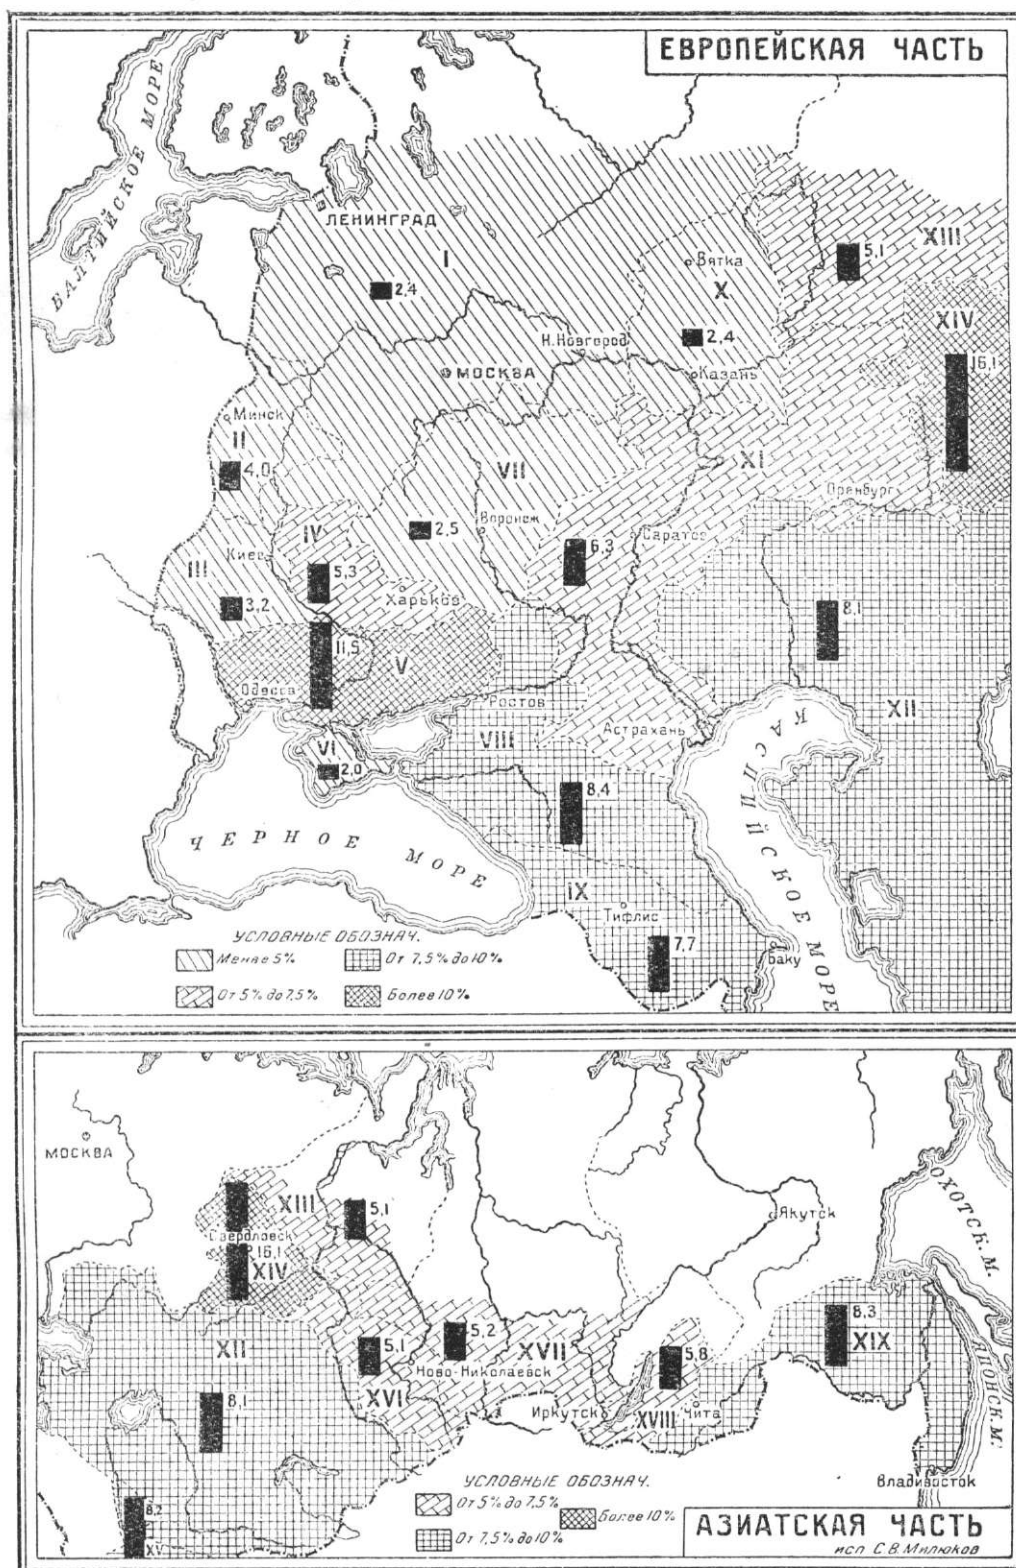 ЕВРОПЕЙСКАЯ ЧАСТЬ
БАЛТИЙСКОЕ МОРЕ
ЛЕНИНГРАД
I
2,4
Вятка
X
2,4
XIII
5,1
XIV
16,1
Н.Новгород
МОСКВА
Казань
Минск
II
4,0
VII
XI
2,5
Воронеж
Оренбург
IV
Киев
5,3
6,3
Саратов
III
3,2
Харьков
8,1
11,5
V
Одесса
Ростов
XII
VI
2,0
VIII
Астрахань
8,4
КАСПИЙСКОЕ МОРЕ
ЧЕРНОЕ МОРЕ
IX
Тифлис
7,7
Баку
УСЛОВНЫЕ ОБОЗНАЧ.
Менее 5%
От 7,5% до 10%
От 5% до 7,5%
Более 10%
МОСКВА
XIII
5,1
Свердловск
16,1
XIV
Якутск
ОХОТСК. М.
XII
5,1
5,2
XVII
5,8
8,3
XIX
Ново-Николаевск
XVI
8,1
Иркутск
XVIII
Чита
ЯПОНСК. М.
Владивосток
8,2
XV
УСЛОВНЫЕ ОБОЗНАЧ.
От 5% до 7,5%
Более 10%
От 7,5% до 10%
АЗИАТСКАЯ ЧАСТЬ
исп С.В.Милюков